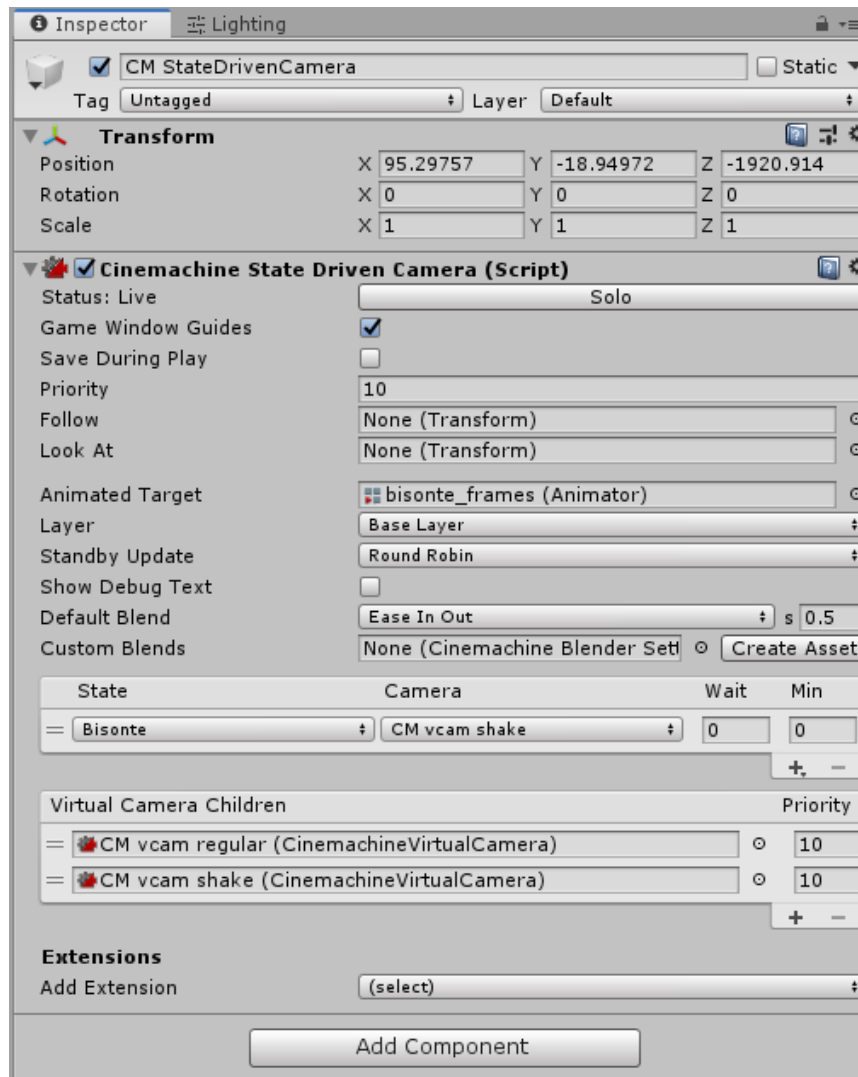 Inspector Lighting
CM StateDrivenCamera Static
Tag Untagged Layer Default
Transform
Position X 95.29757 Y -18.94972 Z -1920.914
Rotation X 0 Y 0 Z 0
Scale X 1 Y 1 Z 1
Cinemachine State Driven Camera (Script)
Status: Live Solo
Game Window Guides
Save During Play
Priority 10
Follow None (Transform)
Look At None (Transform)
Animated Target bisonte_frames (Animator)
Layer Base Layer
Standby Update Round Robin
Show Debug Text
Default Blend Ease In Out s 0.5
Custom Blends None (Cinemachine Blender Sett Create Asset
State Camera Wait Min
Bisonte CM vcam shake 0 0
Virtual Camera Children Priority
CM vcam regular (CinemachineVirtualCamera) 10
CM vcam shake (CinemachineVirtualCamera) 10
Extensions
Add Extension (select)
Add Component